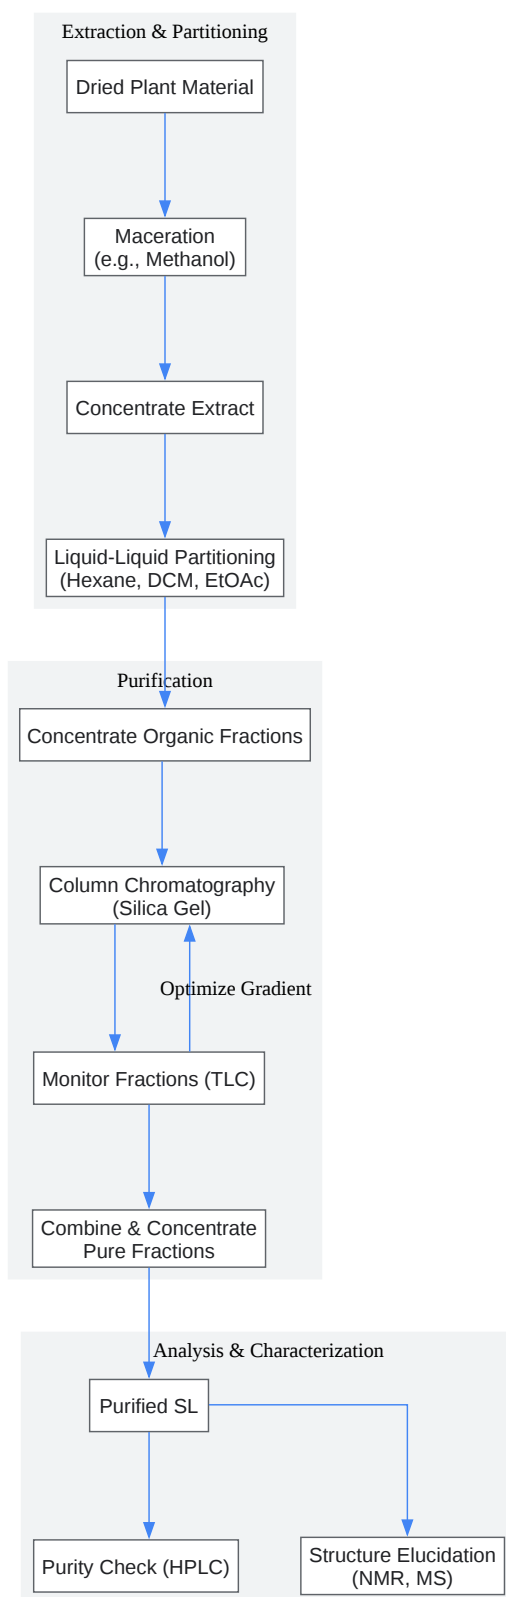 Extraction & Partitioning
Dried Plant Material
Maceration
(e.g., Methanol)
Concentrate Extract
Liquid-Liquid Partitioning
(Hexane, DCM, EtOAc)
Purification
Concentrate Organic Fractions
Column Chromatography
(Silica Gel)
Optimize Gradient
Monitor Fractions (TLC)
Combine & Concentrate
Pure Fractions
Analysis & Characterization
Purified SL
Purity Check (HPLC)
Structure Elucidation
(NMR, MS)